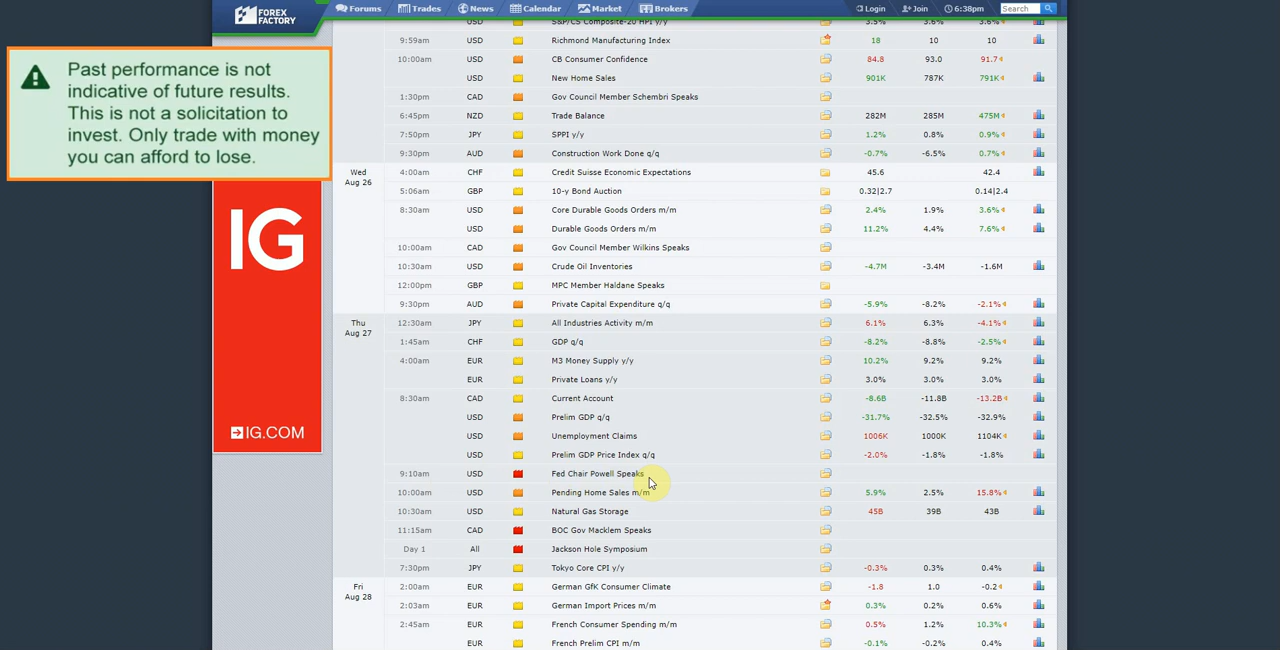 FOREX FACTORY
Forums Trades News Calendar Market Brokers Login Join 6:38pm Search
Past performance is not
indicative of future results.
This is not a solicitation to
invest. Only trade with money
you can afford to lose.
IG
IG.COM
USD S&P/CS Composite-20 HPI y/y 3.5% 3.6% 3.6%
9:59am USD Richmond Manufacturing Index 18 10 10
10:00am USD CB Consumer Confidence 84.8 93.0 91.7
USD New Home Sales 901K 787K 791K
1:30pm CAD Gov Council Member Schembri Speaks
6:45pm NZD Trade Balance 282M 285M 475M
7:50pm JPY SPPI y/y 1.2% 0.8% 0.9%
9:30pm AUD Construction Work Done q/q -0.7% -6.5% 0.7%
Wed Aug 26 4:00am CHF Credit Suisse Economic Expectations 45.6 42.4
5:06am GBP 10-y Bond Auction 0.32|2.7 0.14|2.4
8:30am USD Core Durable Goods Orders m/m 2.4% 1.9% 3.6%
USD Durable Goods Orders m/m 11.2% 4.4% 7.6%
10:00am CAD Gov Council Member Wilkins Speaks
10:30am USD Crude Oil Inventories -4.7M -3.4M -1.6M
12:00pm GBP MPC Member Haldane Speaks
9:30pm AUD Private Capital Expenditure q/q -5.9% -8.2% -2.1%
Thu Aug 27 12:30am JPY All Industries Activity m/m 6.1% 6.3% -4.1%
1:45am CHF GDP q/q -8.2% -8.8% -2.5%
4:00am EUR M3 Money Supply y/y 10.2% 9.2% 9.2%
EUR Private Loans y/y 3.0% 3.0% 3.0%
8:30am CAD Current Account -8.6B -11.8B -13.2B
USD Prelim GDP q/q -31.7% -32.5% -32.9%
USD Unemployment Claims 1006K 1000K 1104K
USD Prelim GDP Price Index q/q -2.0% -1.8% -1.8%
9:10am USD Fed Chair Powell Speaks
10:00am USD Pending Home Sales m/m 5.9% 2.5% 15.8%
10:30am USD Natural Gas Storage 45B 39B 43B
11:15am CAD BOC Gov Macklem Speaks
Day 1 All Jackson Hole Symposium
7:30pm JPY Tokyo Core CPI y/y -0.3% 0.3% 0.4%
Fri Aug 28 2:00am EUR German GfK Consumer Climate -1.8 1.0 -0.2
2:03am EUR German Import Prices m/m 0.3% 0.2% 0.6%
2:45am EUR French Consumer Spending m/m 0.5% 1.2% 10.3%
EUR French Prelim CPI m/m -0.1% -0.2% 0.4%